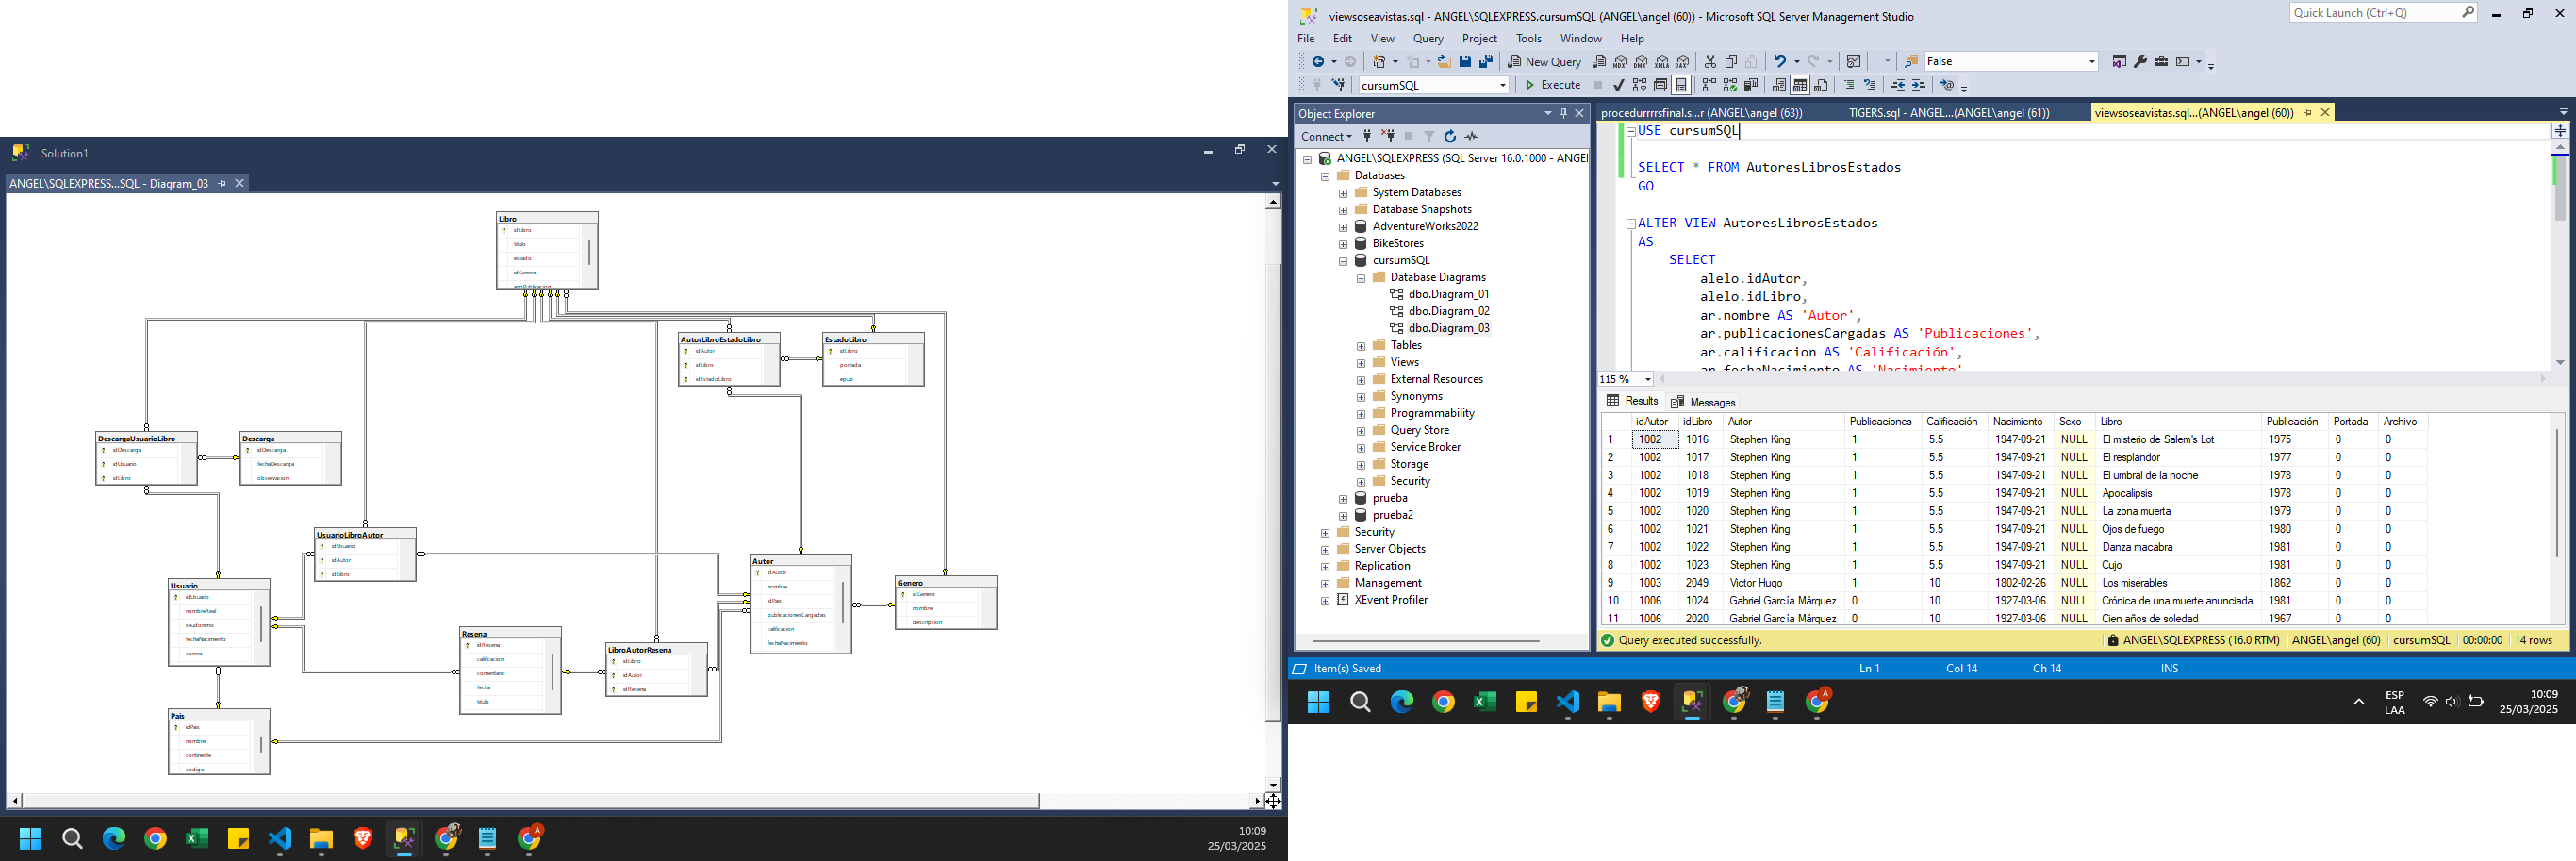 Solution1
ANGEL\SQLEXPRESS...SQL - Diagram_03
Libro
idLibro
titulo
estado
idGenero
AutorLibroEstadoLibro
idAutor
idLibro
idEstadoLibro
EstadoLibro
idLibro
portada
epub
DescargaUsuarioLibro
idDescarga
idUsuario
idLibro
Descarga
idDescarga
fechaDescarga
observacion
UsuarioLibroAutor
idUsuario
idAutor
idLibro
Usuario
idUsuario
nombreReal
seudonimo
fechaNacimiento
correo
Autor
idAutor
nombre
idPais
publicacionesCargadas
calificacion
fechaNacimiento
Genero
idGenero
nombre
descripcion
Resena
idResena
calificacion
comentario
fecha
titulo
LibroAutorResena
idLibro
idAutor
idResena
Pais
idPais
nombre
continente
codigo
10:09
25/03/2025
viewsoseavistas.sql - ANGEL\SQLEXPRESS.cursumSQL (ANGEL\angel (60)) - Microsoft SQL Server Management Studio
Quick Launch (Ctrl+Q)
File Edit View Query Project Tools Window Help
New Query
MDX DMX XMLA DAX
False
cursumSQL
Execute
Object Explorer
Connect
ANGEL\SQLEXPRESS (SQL Server 16.0.1000 - ANGEL
Databases
System Databases
Database Snapshots
AdventureWorks2022
BikeStores
cursumSQL
Database Diagrams
dbo.Diagram_01
dbo.Diagram_02
dbo.Diagram_03
Tables
Views
External Resources
Synonyms
Programmability
Query Store
Service Broker
Storage
Security
prueba
prueba2
Security
Server Objects
Replication
Management
XEvent Profiler
procedurrrrsfinal.s...r (ANGEL\angel (63))
TIGERS.sql - ANGEL...(ANGEL\angel (61))
viewsoseavistas.sql...(ANGEL\angel (60))
USE cursumSQL
SELECT * FROM AutoresLibrosEstados
GO
ALTER VIEW AutoresLibrosEstados
AS
SELECT
alelo.idAutor,
alelo.idLibro,
ar.nombre AS 'Autor',
ar.publicacionesCargadas AS 'Publicaciones',
ar.calificacion AS 'Calificación',
ar.fechaNacimiento AS 'Nacimiento',
115 %
Results Messages
idAutor idLibro Autor Publicaciones Calificación Nacimiento Sexo Libro Publicación Portada Archivo
1 1002 1016 Stephen King 1 5.5 1947-09-21 NULL El misterio de Salem's Lot 1975 0 0
2 1002 1017 Stephen King 1 5.5 1947-09-21 NULL El resplandor 1977 0 0
3 1002 1018 Stephen King 1 5.5 1947-09-21 NULL El umbral de la noche 1978 0 0
4 1002 1019 Stephen King 1 5.5 1947-09-21 NULL Apocalipsis 1978 0 0
5 1002 1020 Stephen King 1 5.5 1947-09-21 NULL La zona muerta 1979 0 0
6 1002 1021 Stephen King 1 5.5 1947-09-21 NULL Ojos de fuego 1980 0 0
7 1002 1022 Stephen King 1 5.5 1947-09-21 NULL Danza macabra 1981 0 0
8 1002 1023 Stephen King 1 5.5 1947-09-21 NULL Cujo 1981 0 0
9 1003 2049 Victor Hugo 1 10 1802-02-26 NULL Los miserables 1862 0 0
10 1006 1024 Gabriel García Márquez 0 10 1927-03-06 NULL Crónica de una muerte anunciada 1981 0 0
11 1006 2020 Gabriel García Márquez 0 10 1927-03-06 NULL Cien años de soledad 1967 0 0
Query executed successfully.
ANGEL\SQLEXPRESS (16.0 RTM) ANGEL\angel (60) cursumSQL 00:00:00 14 rows
Item(s) Saved
Ln 1 Col 14 Ch 14 INS
ESP
LAA
10:09
25/03/2025